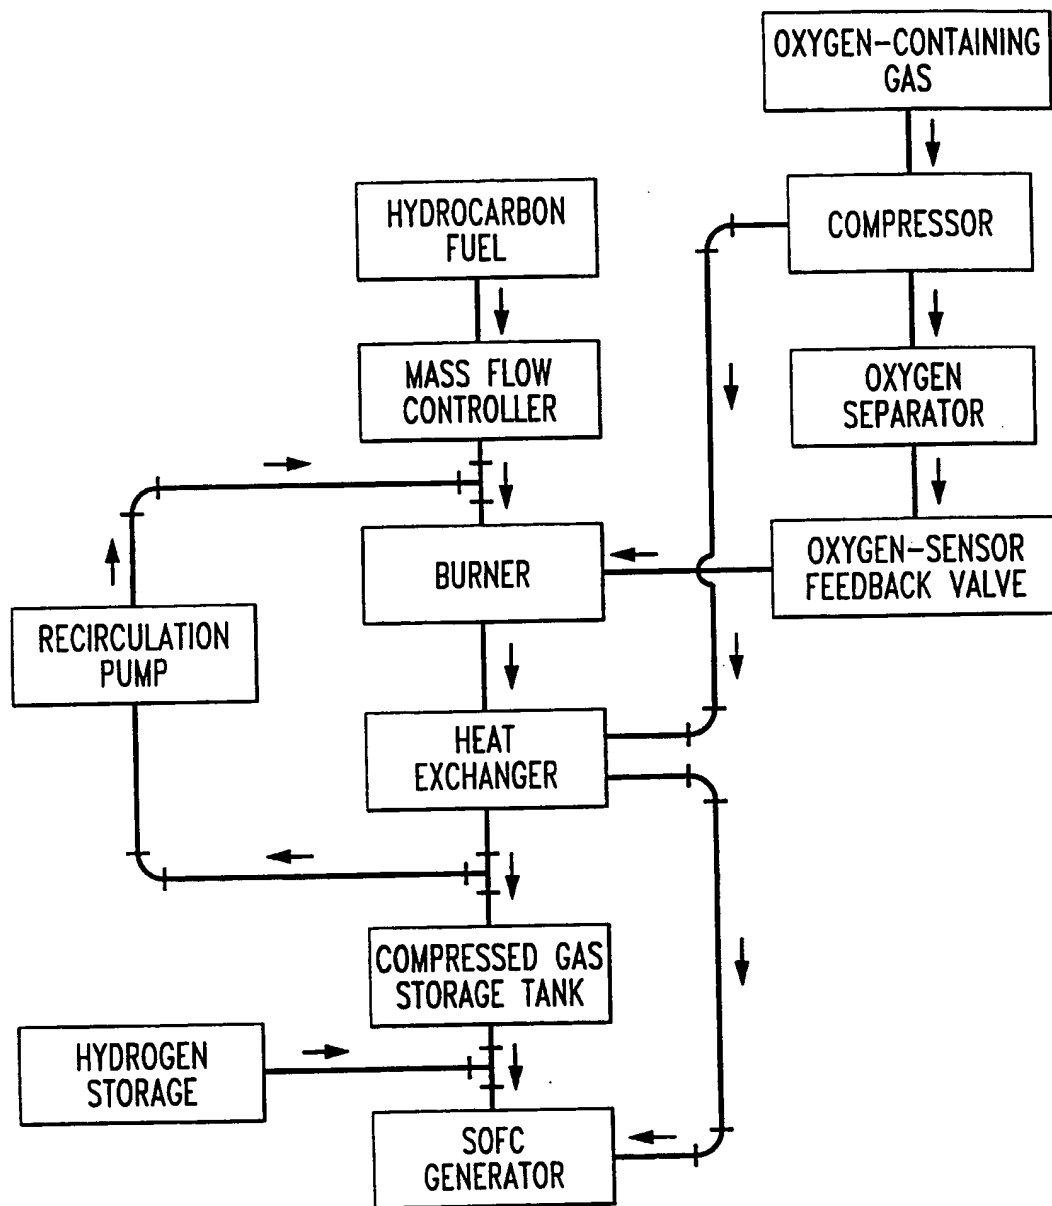 OXYGEN-CONTAINING
GAS
HYDROCARBON
FUEL
COMPRESSOR
MASS FLOW
CONTROLLER
OXYGEN
SEPARATOR
BURNER
OXYGEN-SENSOR
FEEDBACK VALVE
RECIRCULATION
PUMP
HEAT
EXCHANGER
COMPRESSED GAS
STORAGE TANK
HYDROGEN
STORAGE
SOFC
GENERATOR